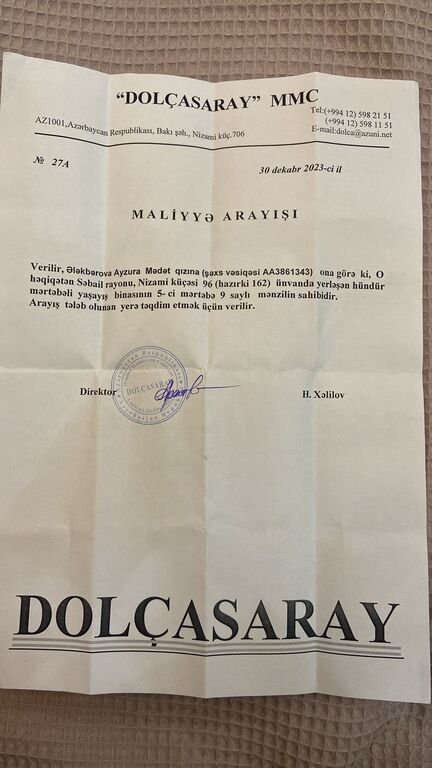 "DOLÇASARAY" MMC
AZ1001,Azərbaycan Respublikası, Bakı şəh., Nizami küç.706
Tel:(+994 12) 598 21 51
(+994 12) 598 11 51
E-mail:dolca@azuni.net
№ 27A
30 dekabr 2023-ci il
MALİYYƏ ARAYIŞI
Verilir, Ələkbərova Ayzura Mədət qızına (şəxs vəsiqəsi AA3861343) ona görə ki, O
həqiqətən Səbail rayonu, Nizami küçəsi 96 (hazırki 162) ünvanda yerləşən hündür
mərtəbəli yaşayış binasının 5- ci mərtəbə 9 saylı mənzilin sahibidir.
Arayış tələb olunan yerə təqdim etmək üçün verilir.
Direktor
DOLÇASARAY
H. Xəlilov
DOLÇASARAY